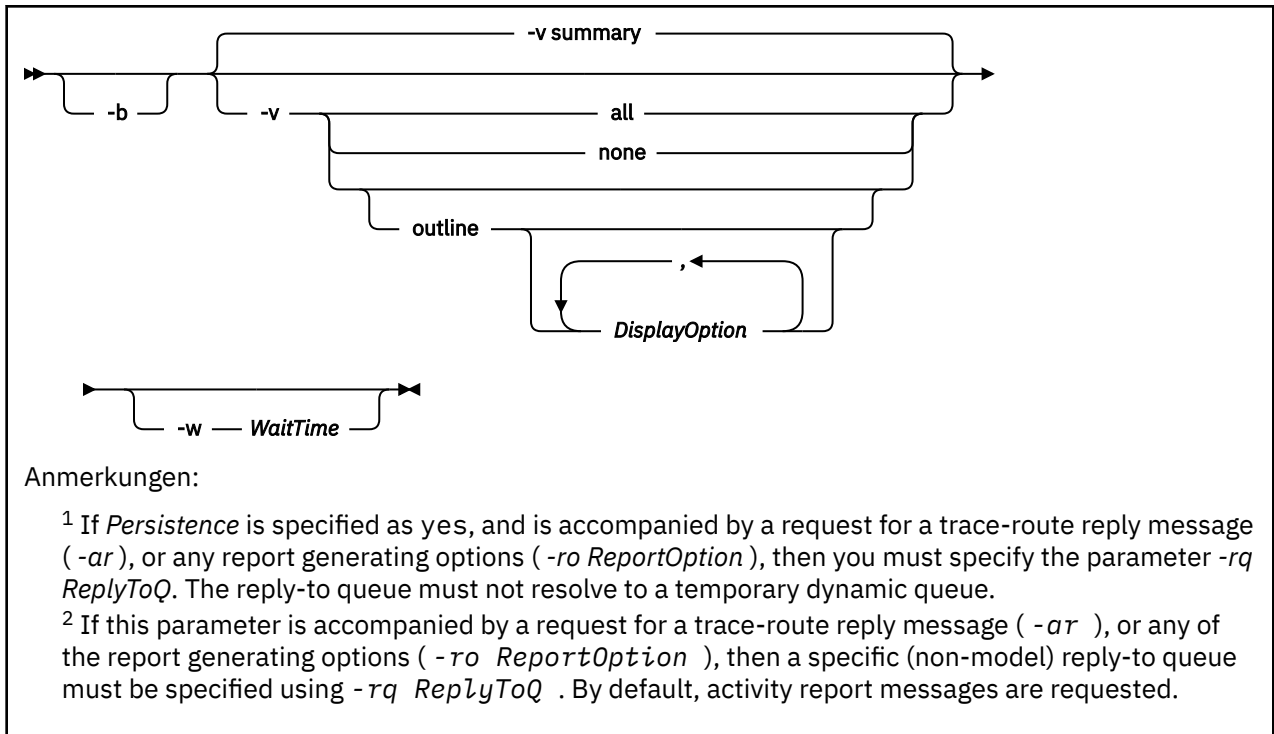 -v summary
-b
-v
all
none
outline
,
DisplayOption
-w
WaitTime
Anmerkungen:
1 If Persistence is specified as yes, and is accompanied by a request for a trace-route reply message
( -ar ), or any report generating options ( -ro ReportOption ), then you must specify the parameter -rq
ReplyToQ. The reply-to queue must not resolve to a temporary dynamic queue.
2 If this parameter is accompanied by a request for a trace-route reply message ( -ar ), or any of
the report generating options ( -ro ReportOption ), then a specific (non-model) reply-to queue
must be specified using -rq ReplyToQ . By default, activity report messages are requested.